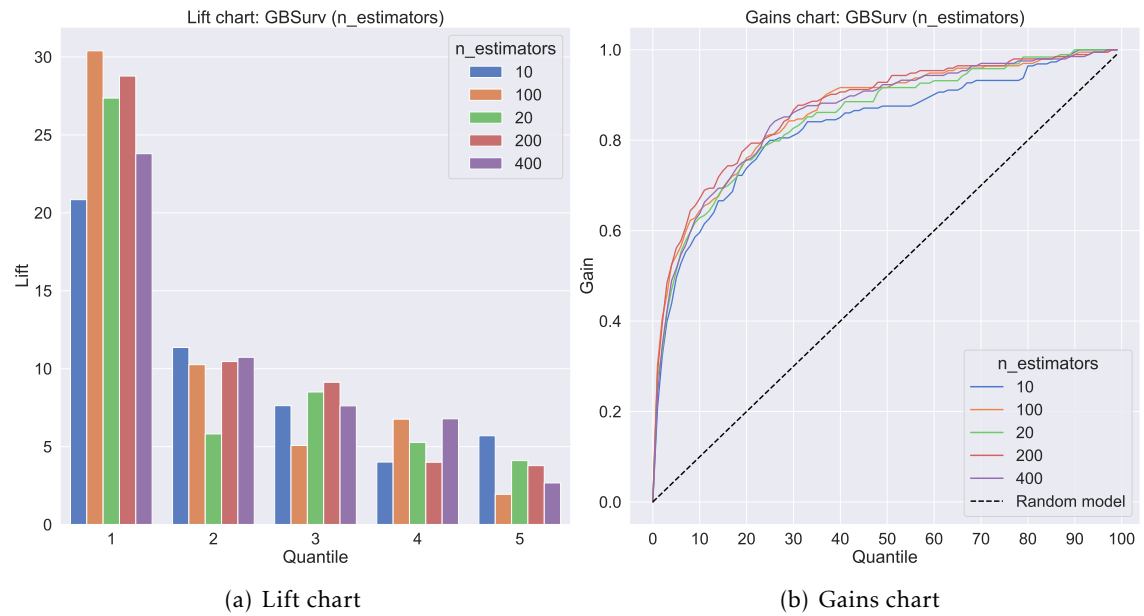 Lift chart: GBSurv (n_estimators)
n_estimators
10
100
20
200
400
30
25
20
15
10
5
0
Lift
1 2 3 4 5
Quantile
(a) Lift chart
Gains chart: GBSurv (n_estimators)
1.0
0.8
0.6
0.4
0.2
0.0
Gain
n_estimators
10
100
20
200
400
Random model
0 10 20 30 40 50 60 70 80 90 100
Quantile
(b) Gains chart